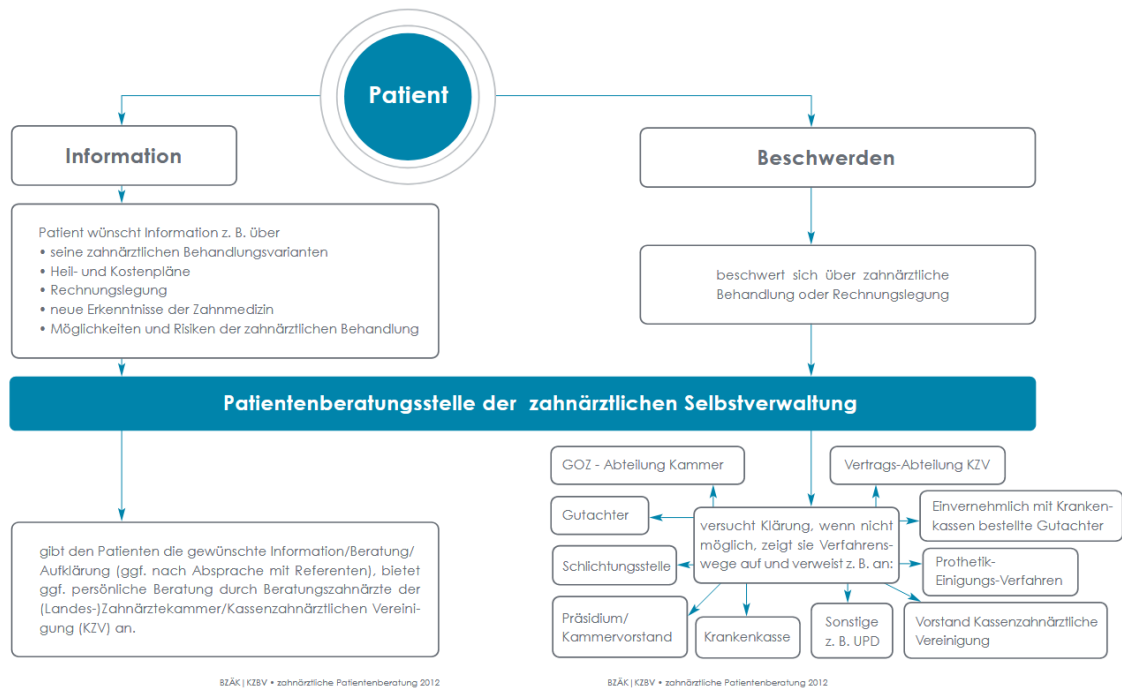 Patient
Information
Beschwerden
Patient wünscht Information z. B. über
• seine zahnärztlichen Behandlungsvarianten
• Heil- und Kostenpläne
• Rechnungslegung
• neue Erkenntnisse der Zahnmedizin
• Möglichkeiten und Risiken der zahnärztlichen Behandlung
beschwert sich über zahnärztliche
Behandlung oder Rechnungslegung
Patientenberatungsstelle der zahnärztlichen Selbstverwaltung
gibt den Patienten die gewünschte Information/Beratung/
Aufklärung (ggf. nach Absprache mit Referenten), bietet
ggf. persönliche Beratung durch Beratungszahnärzte der
(Landes-)Zahnärztekammer/Kassenzahnärztlichen Vereini-
gung (KZV) an.
GOZ - Abteilung Kammer
Vertrags-Abteilung KZV
Gutachter
versucht Klärung, wenn nicht
möglich, zeigt sie Verfahrens-
wege auf und verweist z. B. an:
Einvernehmlich mit Kranken-
kassen bestellte Gutachter
Schlichtungsstelle
Prothetik-
Einigungs-Verfahren
Präsidium/
Kammervorstand
Krankenkasse
Sonstige
z. B. UPD
Vorstand Kassenzahnärztliche
Vereinigung
BZÄK|KZBV • zahnärztliche Patientenberatung 2012
BZÄK|KZBV • zahnärztliche Patientenberatung 2012